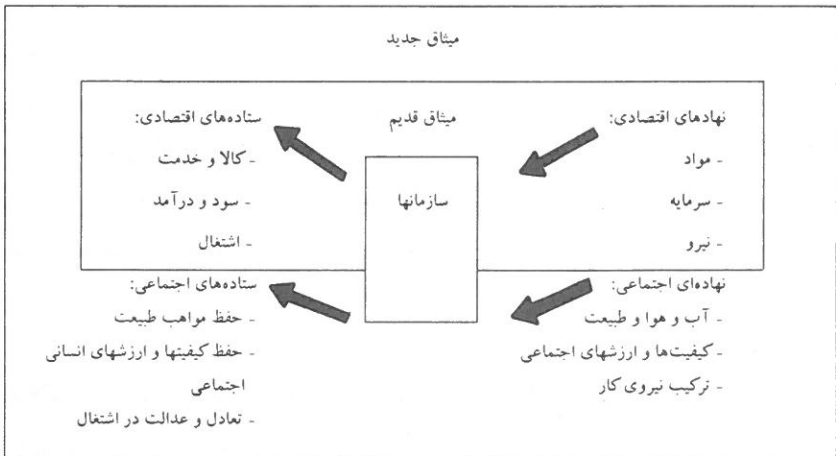 میثاق جدید
میثاق قدیم
نهادهای اقتصادی:
- مواد
- سرمایه
- نیرو
سازمانها
ستاده‌های اقتصادی:
- کالا و خدمت
- سود و درآمد
- اشتغال
نهاده‌ای اجتماعی:
- آب و هوا و طبیعت
- کیفیت‌ها و ارزشهای اجتماعی
- ترکیب نیروی کار
ستاده‌های اجتماعی:
- حفظ مواهب طبیعت
- حفظ کیفیتها و ارزشهای انسانی
اجتماعی
- تعادل و عدالت در اشتغال